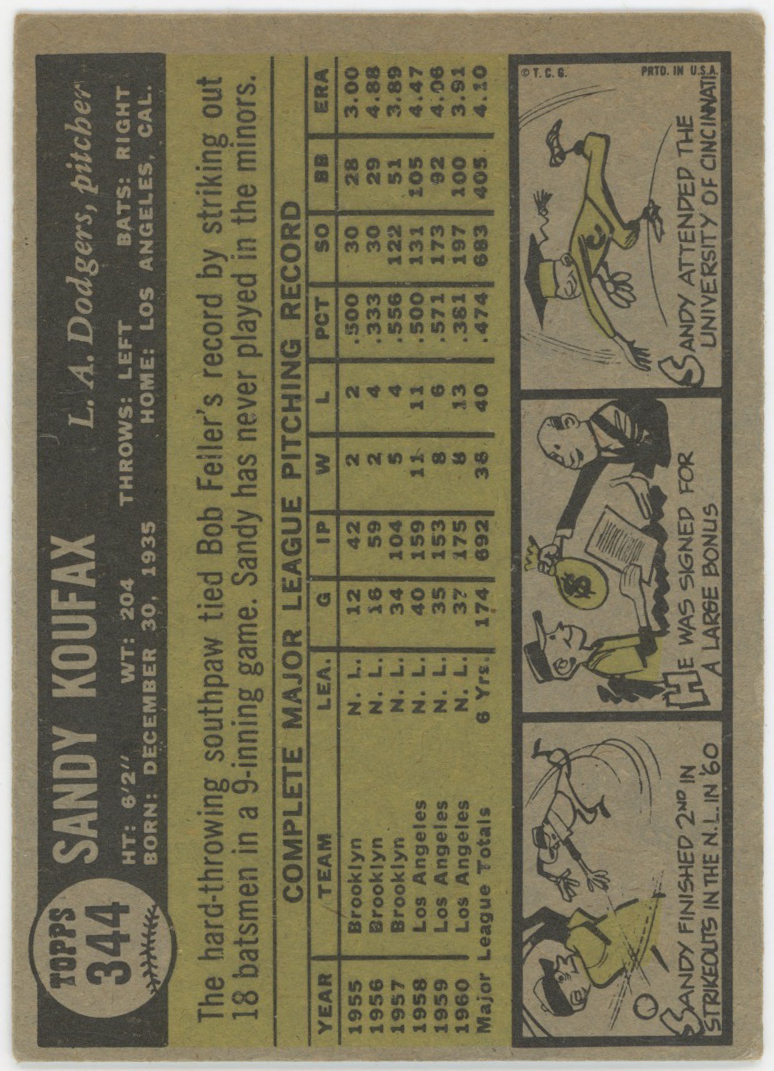 TOPPS
344
SANDY KOUFAX L. A. Dodgers, pitcher
HT: 6'2" WT: 204 THROWS: LEFT BATS: RIGHT
BORN: DECEMBER 30, 1935 HOME: LOS ANGELES, CAL.
The hard-throwing southpaw tied Bob Feller's record by striking out
18 batsmen in a 9-inning game. Sandy has never played in the minors.
COMPLETE MAJOR LEAGUE PITCHING RECORD
YEAR TEAM LEA. G IP W L PCT SO BB ERA
1955 Brooklyn N. L. 12 42 2 2 .500 30 28 3.00
1956 Brooklyn N. L. 16 59 2 4 .333 30 29 4.88
1957 Brooklyn N. L. 34 104 5 4 .556 122 51 3.89
1958 Los Angeles N. L. 40 159 11 11 .500 131 105 4.47
1959 Los Angeles N. L. 35 153 8 6 .571 173 92 4.06
1960 Los Angeles N. L. 37 175 8 13 .381 197 100 3.91
Major League Totals 6 Yrs. 174 692 36 40 .474 683 405 4.10
SANDY FINISHED 2ND IN
STRIKEOUTS IN THE N.L. IN '60
$
HE WAS SIGNED FOR
A LARGE BONUS
© T. C. G. PRTD. IN U.S.A.
C
SANDY ATTENDED THE
UNIVERSITY OF CINCINNATI